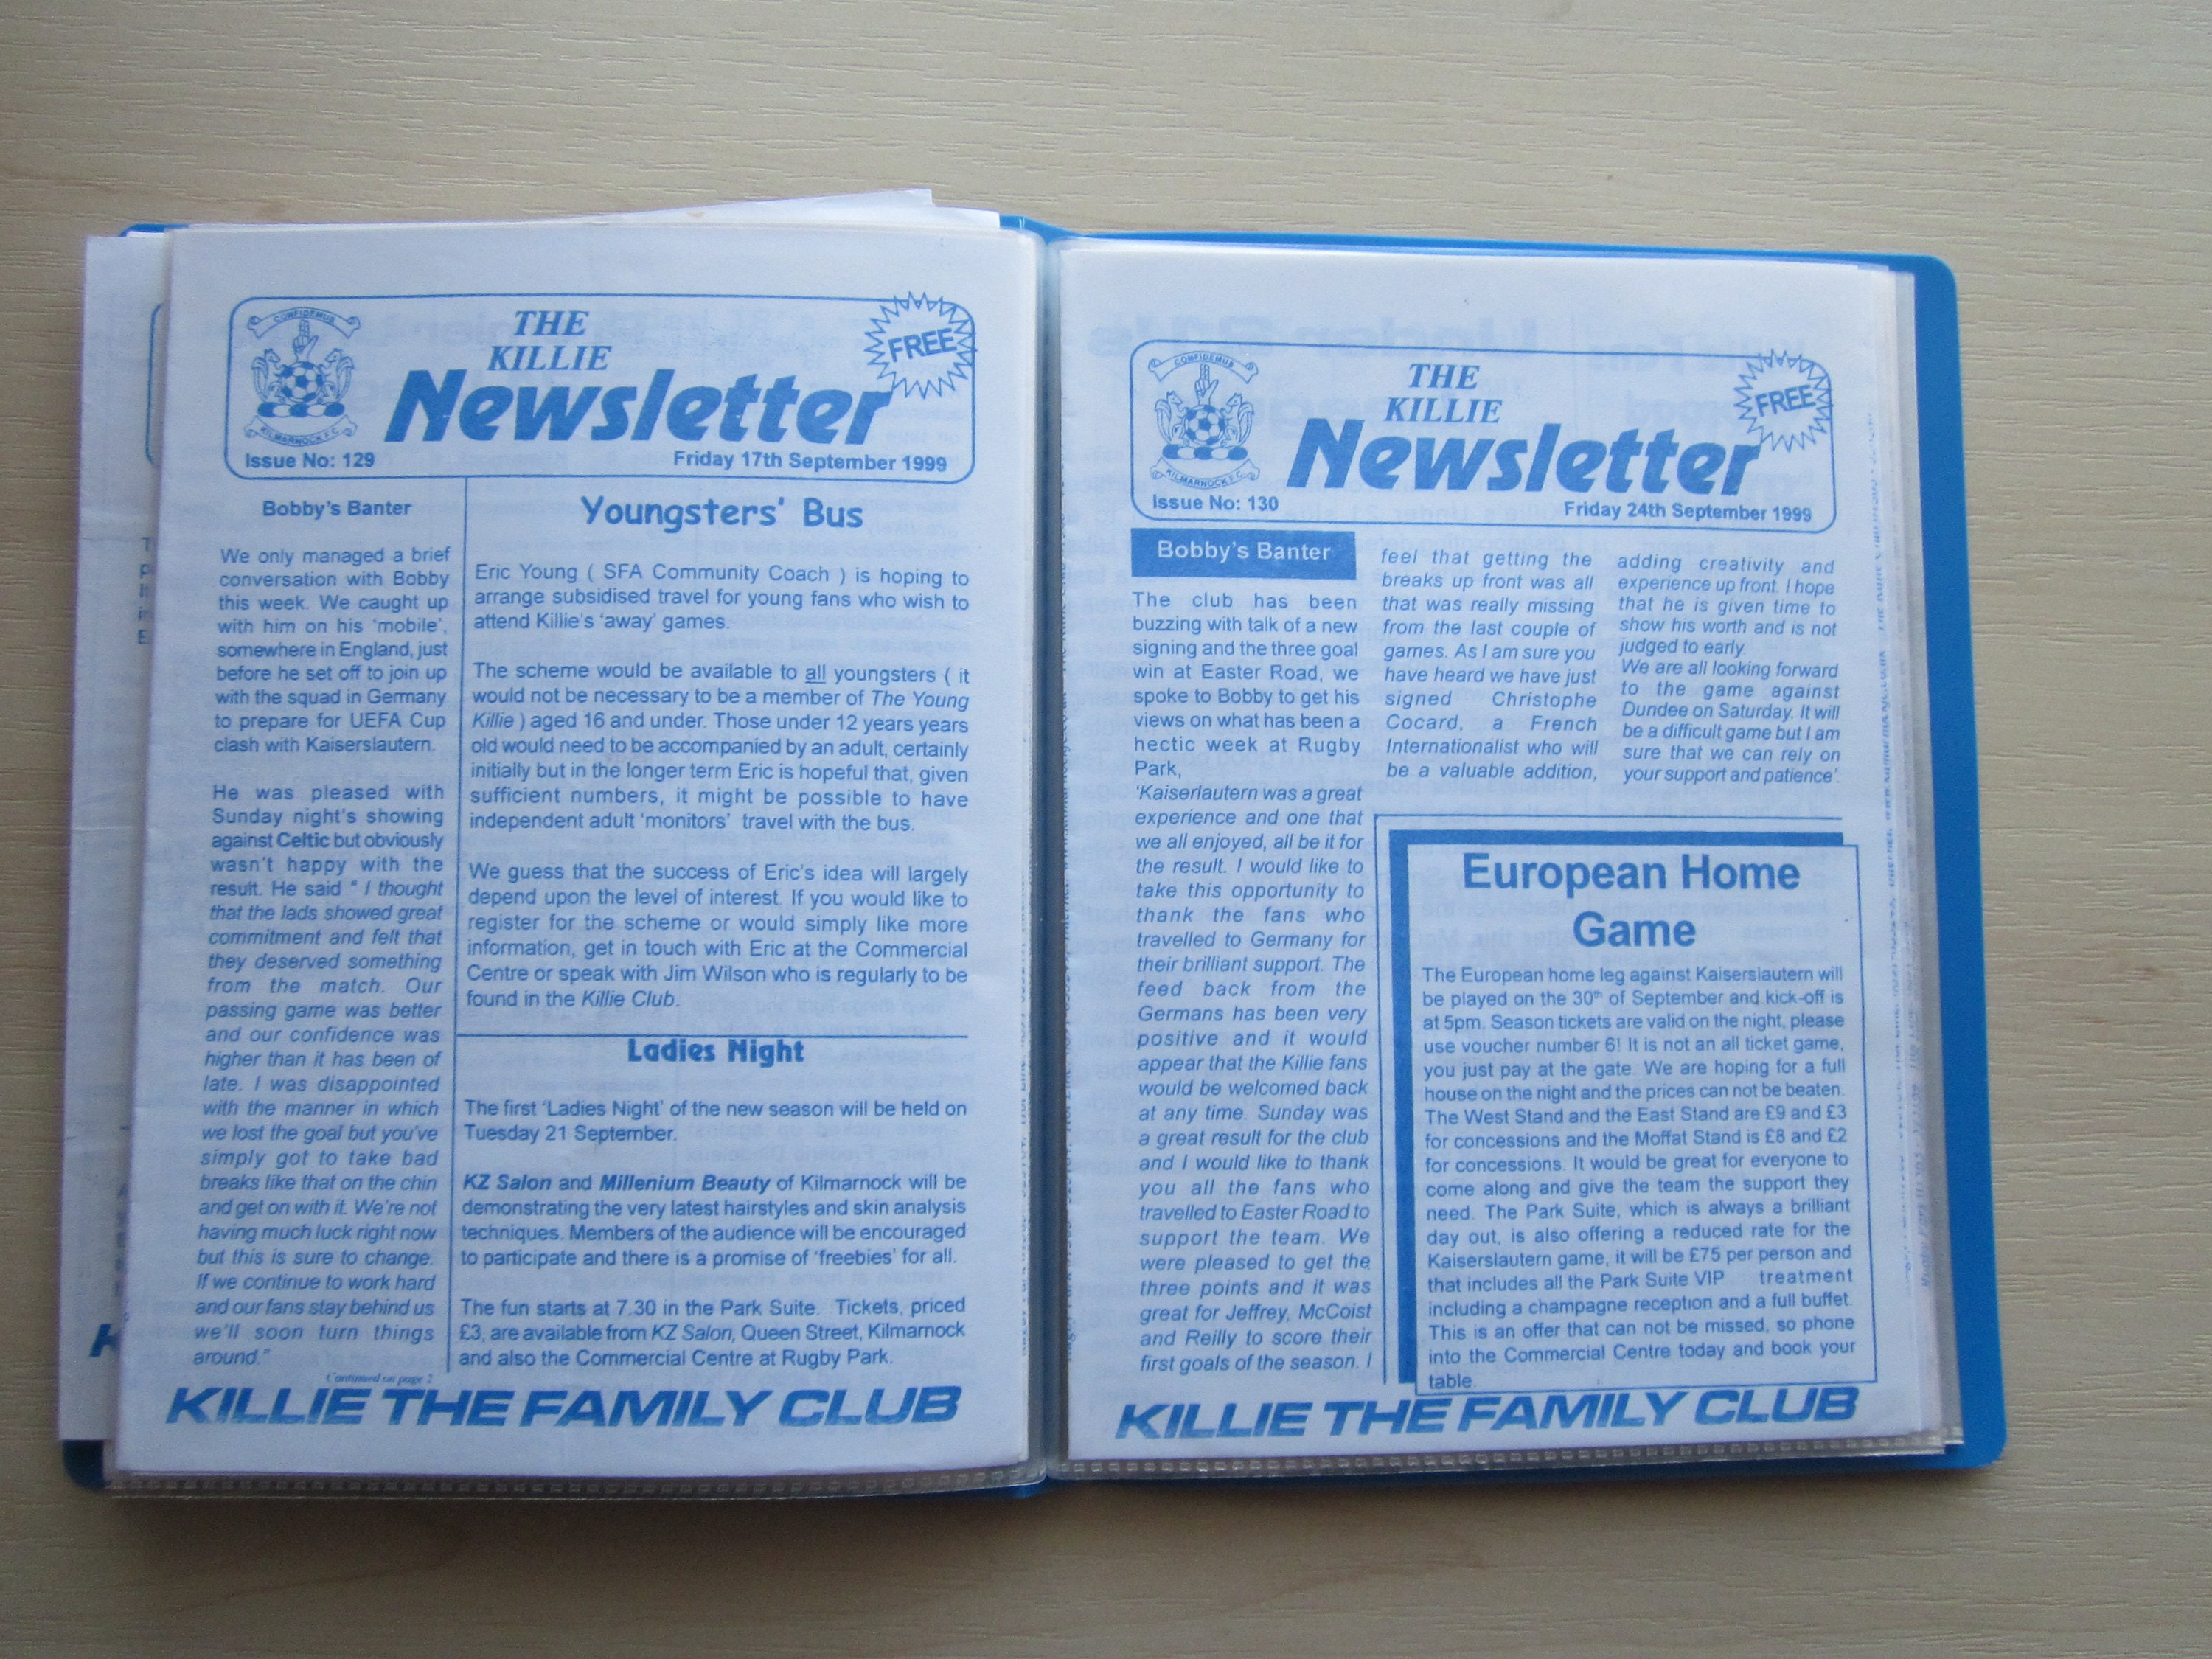 CONFIDEMUS
KILMARNOCK F.C.
THE
KILLIE
Newsletter
FREE
Issue No: 129
Friday 17th September 1999
Bobby's Banter
We only managed a brief
conversation with Bobby
this week. We caught up
with him on his 'mobile',
somewhere in England, just
before he set off to join up
with the squad in Germany
to prepare for UEFA Cup
clash with Kaiserslautern.
He was pleased with
Sunday night's showing
against Celtic but obviously
wasn't happy with the
result. He said " I thought
that the lads showed great
commitment and felt that
they deserved something
from the match. Our
passing game was better
and our confidence was
higher than it has been of
late. I was disappointed
with the manner in which
we lost the goal but you've
simply got to take bad
breaks like that on the chin
and get on with it. We're not
having much luck right now
but this is sure to change.
If we continue to work hard
and our fans stay behind us
we'll soon turn things
around."
Continued on page 2
Youngsters' Bus
Eric Young ( SFA Community Coach ) is hoping to
arrange subsidised travel for young fans who wish to
attend Killie's 'away' games.
The scheme would be available to all youngsters ( it
would not be necessary to be a member of The Young
Killie ) aged 16 and under. Those under 12 years years
old would need to be accompanied by an adult, certainly
initially but in the longer term Eric is hopeful that, given
sufficient numbers, it might be possible to have
independent adult 'monitors' travel with the bus.
We guess that the success of Eric's idea will largely
depend upon the level of interest. If you would like to
register for the scheme or would simply like more
information, get in touch with Eric at the Commercial
Centre or speak with Jim Wilson who is regularly to be
found in the Killie Club.
Ladies Night
The first 'Ladies Night' of the new season will be held on
Tuesday 21 September.
KZ Salon and Millenium Beauty of Kilmarnock will be
demonstrating the very latest hairstyles and skin analysis
techniques. Members of the audience will be encouraged
to participate and there is a promise of 'freebies' for all.
The fun starts at 7.30 in the Park Suite. Tickets, priced
£3, are available from KZ Salon, Queen Street, Kilmarnock
and also the Commercial Centre at Rugby Park.
KILLIE THE FAMILY CLUB
CONFIDEMUS
KILMARNOCK F.C.
THE
KILLIE
Newsletter
FREE
Issue No: 130
Friday 24th September 1999
Bobby's Banter
The club has been
buzzing with talk of a new
signing and the three goal
win at Easter Road, we
spoke to Bobby to get his
views on what has been a
hectic week at Rugby
Park,
'Kaiserlautern was a great
experience and one that
we all enjoyed, all be it for
the result. I would like to
take this opportunity to
thank the fans who
travelled to Germany for
their brilliant support. The
feed back from the
Germans has been very
positive and it would
appear that the Killie fans
would be welcomed back
at any time. Sunday was
a great result for the club
and I would like to thank
you all the fans who
travelled to Easter Road to
support the team. We
were pleased to get the
three points and it was
great for Jeffrey, McCoist
and Reilly to score their
first goals of the season. I
feel that getting the
breaks up front was all
that was really missing
from the last couple of
games. As I am sure you
have heard we have just
signed Christophe
Cocard, a French
Internationalist who will
be a valuable addition,
adding creativity and
experience up front. I hope
that he is given time to
show his worth and is not
judged to early.
We are all looking forward
to the game against
Dundee on Saturday. It will
be a difficult game but I am
sure that we can rely on
your support and patience'.
European Home
Game
The European home leg against Kaiserslautern will
be played on the 30th of September and kick-off is
at 5pm. Season tickets are valid on the night, please
use voucher number 6! It is not an all ticket game,
you just pay at the gate. We are hoping for a full
house on the night and the prices can not be beaten.
The West Stand and the East Stand are £9 and £3
for concessions and the Moffat Stand is £8 and £2
for concessions. It would be great for everyone to
come along and give the team the support they
need. The Park Suite, which is always a brilliant
day out, is also offering a reduced rate for the
Kaiserslautern game, it will be £75 per person and
that includes all the Park Suite VIP treatment
including a champagne reception and a full buffet.
This is an offer that can not be missed, so phone
into the Commercial Centre today and book your
table.
KILLIE THE FAMILY CLUB